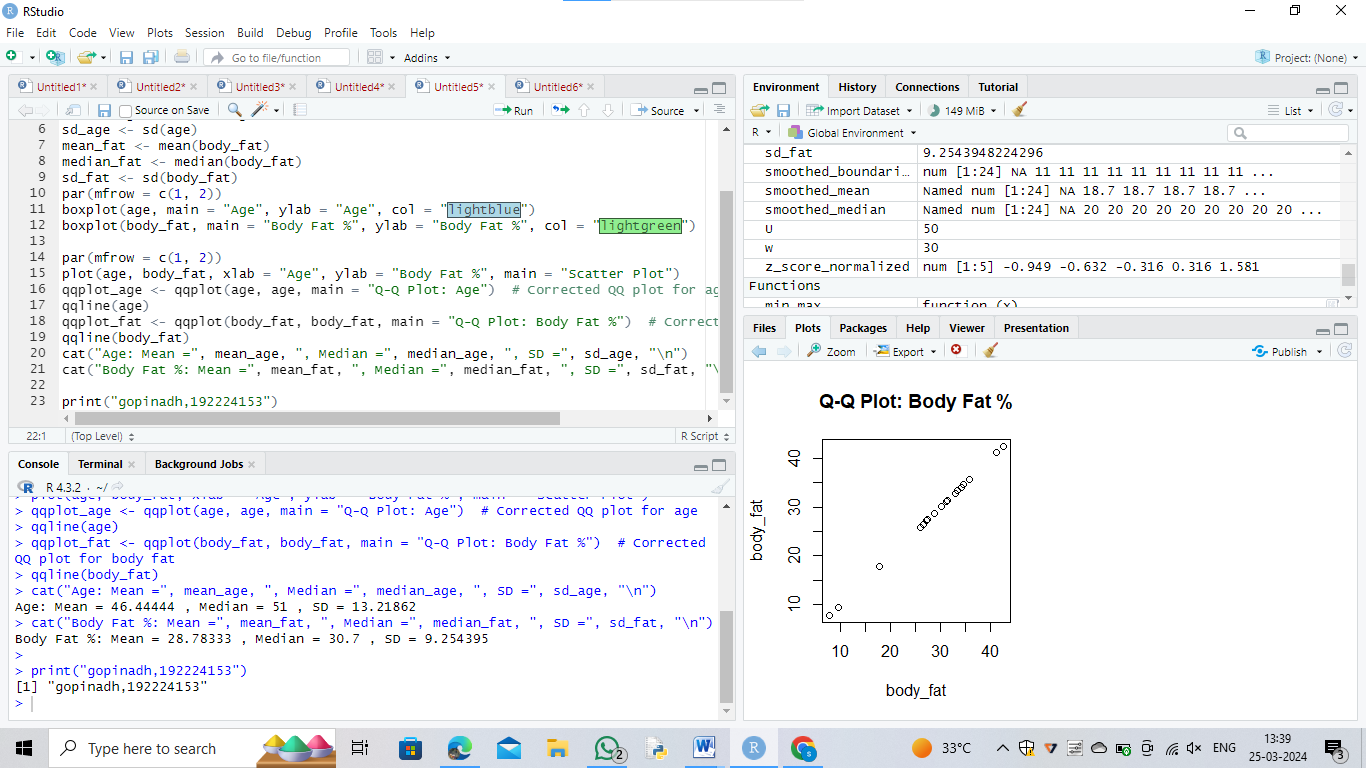 RStudio
File Edit Code View Plots Session Build Debug Profile Tools Help
Go to file/function Addins Project: (None)
Untitled1* Untitled2* Untitled3* Untitled4* Untitled5* Untitled6*
Source on Save Run Source
6 sd_age <- sd(age)
7 mean_fat <- mean(body_fat)
8 median_fat <- median(body_fat)
9 sd_fat <- sd(body_fat)
10 par(mfrow = c(1, 2))
11 boxplot(age, main = "Age", ylab = "Age", col = "lightblue")
12 boxplot(body_fat, main = "Body Fat %", ylab = "Body Fat %", col = "lightgreen")
13
14 par(mfrow = c(1, 2))
15 plot(age, body_fat, xlab = "Age", ylab = "Body Fat %", main = "Scatter Plot")
16 qqplot_age <- qqplot(age, age, main = "Q-Q Plot: Age")  # Corrected QQ plot for ag
17 qqline(age)
18 qqplot_fat <- qqplot(body_fat, body_fat, main = "Q-Q Plot: Body Fat %")  # Correct
19 qqline(body_fat)
20 cat("Age: Mean =", mean_age, ", Median =", median_age, ", SD =", sd_age, "\n")
21 cat("Body Fat %: Mean =", mean_fat, ", Median =", median_fat, ", SD =", sd_fat, "\
22
23 print("gopinadh,192224153")
22:1 (Top Level) R Script
Console Terminal Background Jobs
R 4.3.2 · ~/
> plot(age, body_fat, xlab = "Age", ylab = "Body Fat %", main = "Scatter Plot")
> qqplot_age <- qqplot(age, age, main = "Q-Q Plot: Age")  # Corrected QQ plot for age
> qqline(age)
> qqplot_fat <- qqplot(body_fat, body_fat, main = "Q-Q Plot: Body Fat %")  # Corrected
QQ plot for body fat
> qqline(body_fat)
> cat("Age: Mean =", mean_age, ", Median =", median_age, ", SD =", sd_age, "\n")
Age: Mean = 46.44444 , Median = 51 , SD = 13.21862
> cat("Body Fat %: Mean =", mean_fat, ", Median =", median_fat, ", SD =", sd_fat, "\n")
Body Fat %: Mean = 28.78333 , Median = 30.7 , SD = 9.254395
>
> print("gopinadh,192224153")
[1] "gopinadh,192224153"
>
Environment History Connections Tutorial
Import Dataset 149 MiB List
R Global Environment
sd_fat 9.2543948224296
smoothed_boundari… num [1:24] NA 11 11 11 11 11 11 11 11 11 ...
smoothed_mean Named num [1:24] NA 18.7 18.7 18.7 18.7 ...
smoothed_median Named num [1:24] NA 20 20 20 20 20 20 20 20 20 ...
U 50
w 30
z_score_normalized num [1:5] -0.949 -0.632 -0.316 0.316 1.581
Functions
min_max function (x)
Files Plots Packages Help Viewer Presentation
Zoom Export Publish
Q-Q Plot: Body Fat %
body_fat
40
30
20
10
10 20 30 40
body_fat
Type here to search
2
33°C
ENG
13:39
25-03-2024
3